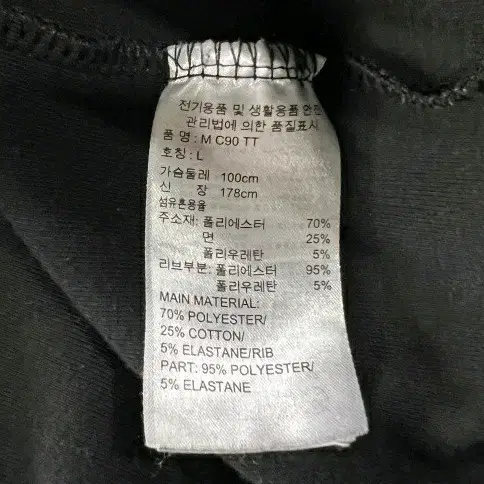 전기용품 및 생활용품 안전
관리법에 의한 품질표시
품 명 : M C90 TT
호칭 : L
가슴둘레 100cm
신 장 178cm
섬유혼용율
주소재: 폴리에스터 70%
면 25%
폴리우레탄 5%
리브부분: 폴리에스터 95%
폴리우레탄 5%
MAIN MATERIAL:
70% POLYESTER/
25% COTTON/
5% ELASTANE/RIB
PART: 95% POLYESTER/
5% ELASTANE